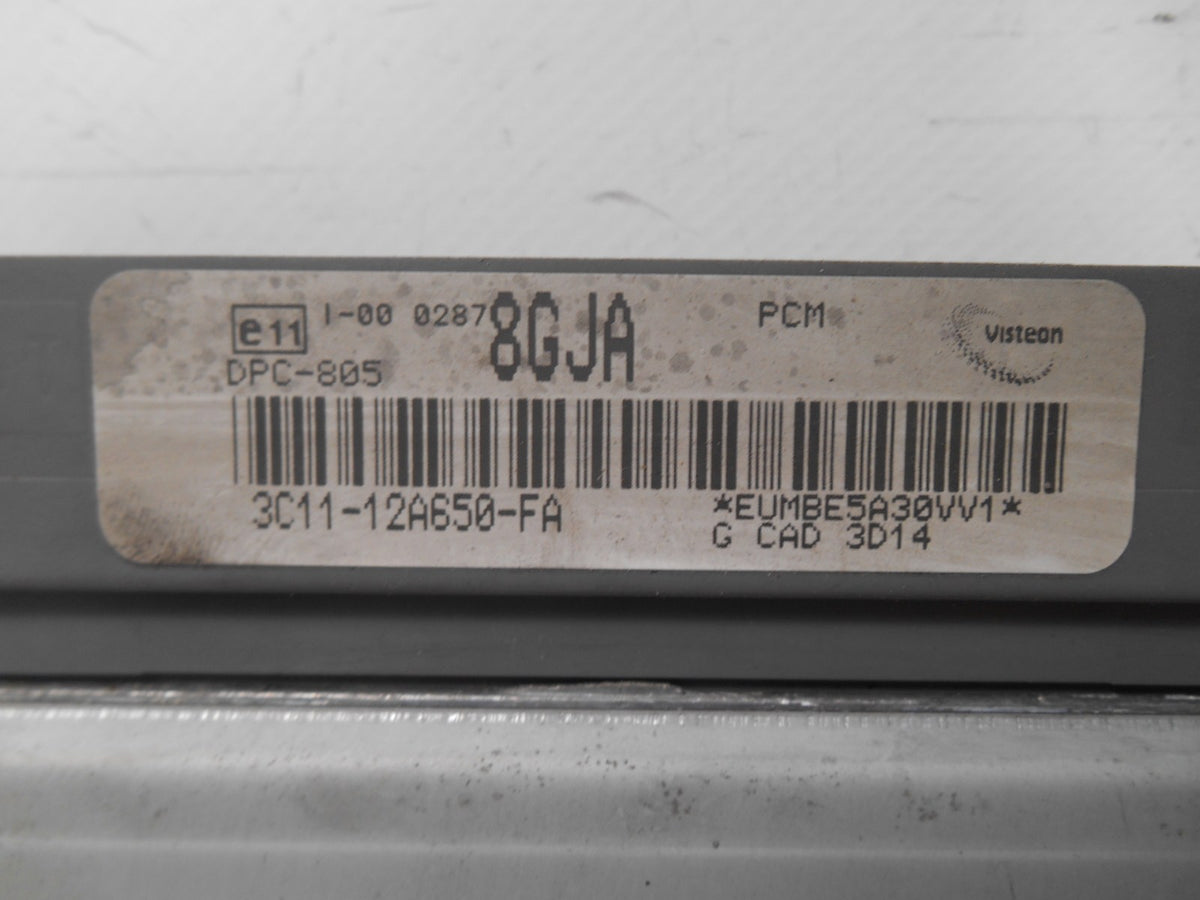 e11 I-00 0287 8GJA PCM Visteon
DPC-805
3C11-12A650-FA *EUMBE5A30VV1*
G CAD 3D14